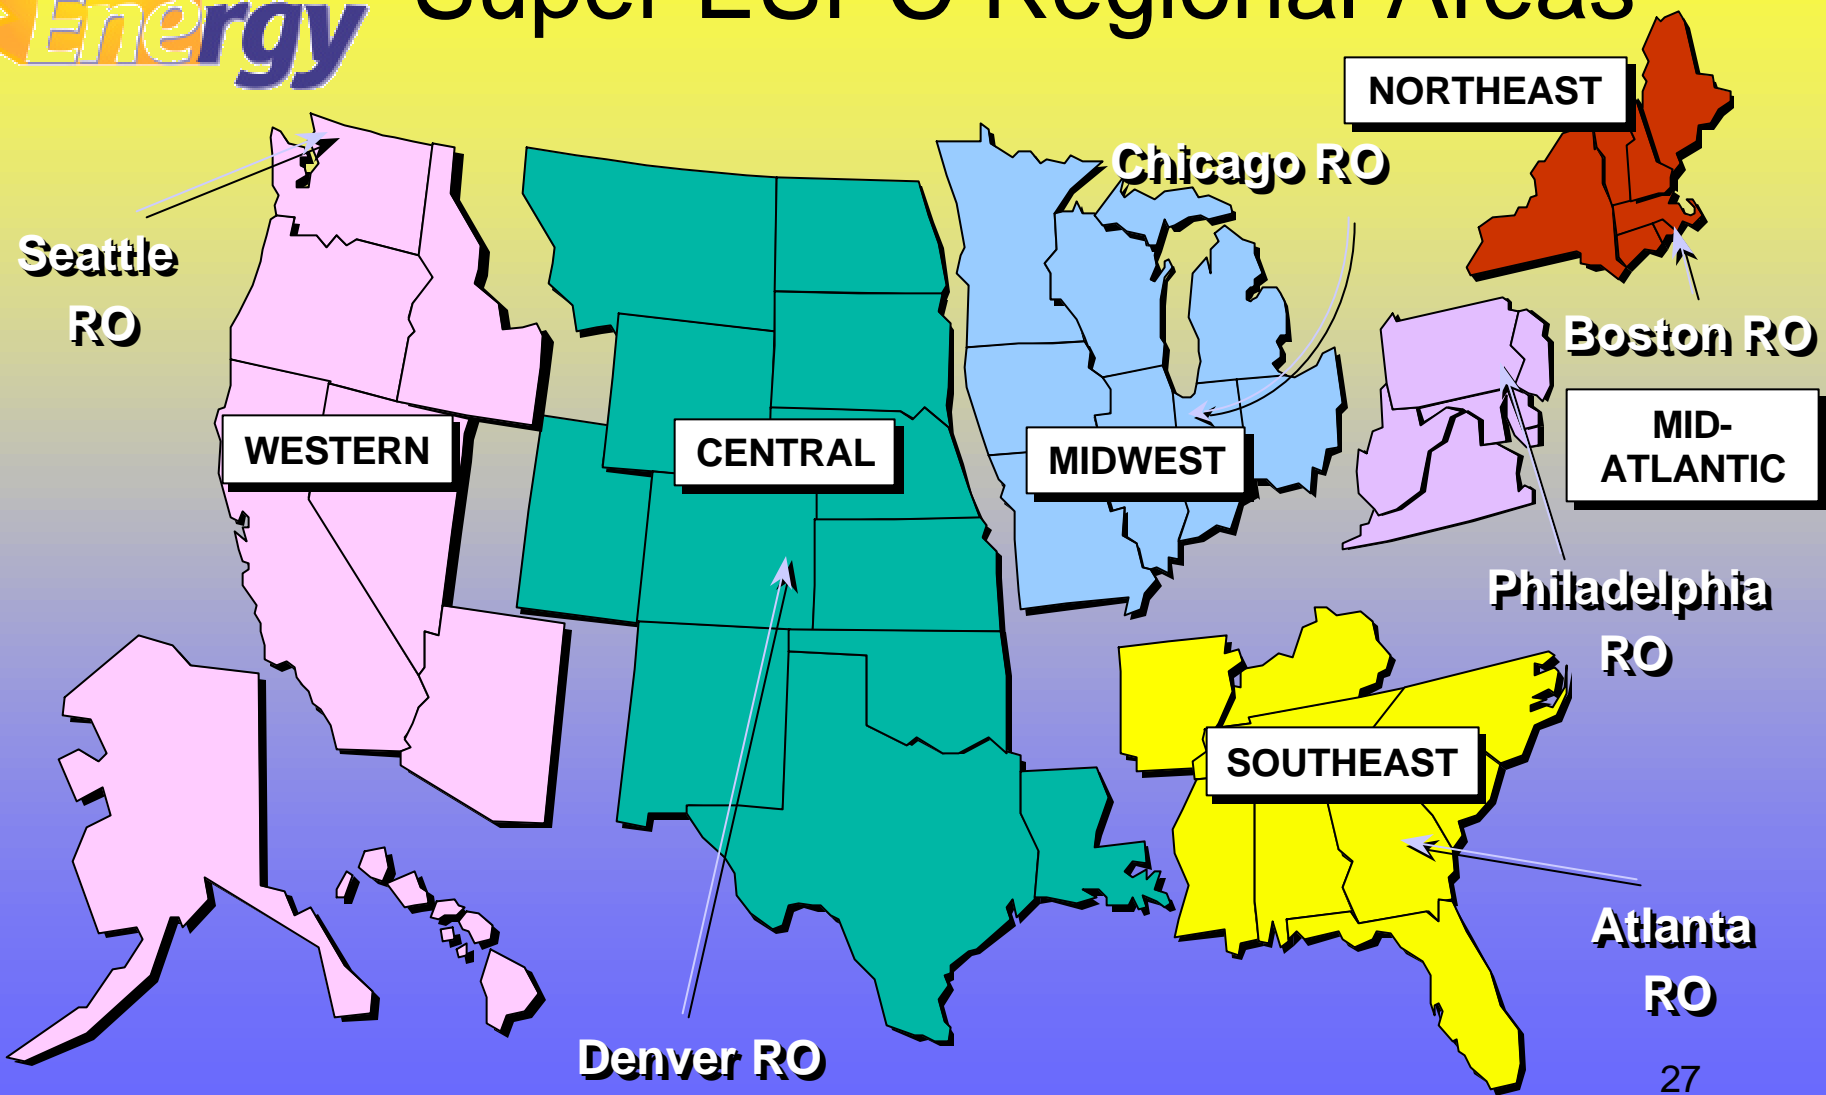 Energy
Super ESPC Regional Areas
NORTHEAST
Chicago RO
Seattle
RO
Boston RO
WESTERN
CENTRAL
MIDWEST
MID-
ATLANTIC
Philadelphia
RO
SOUTHEAST
Atlanta
RO
Denver RO
27